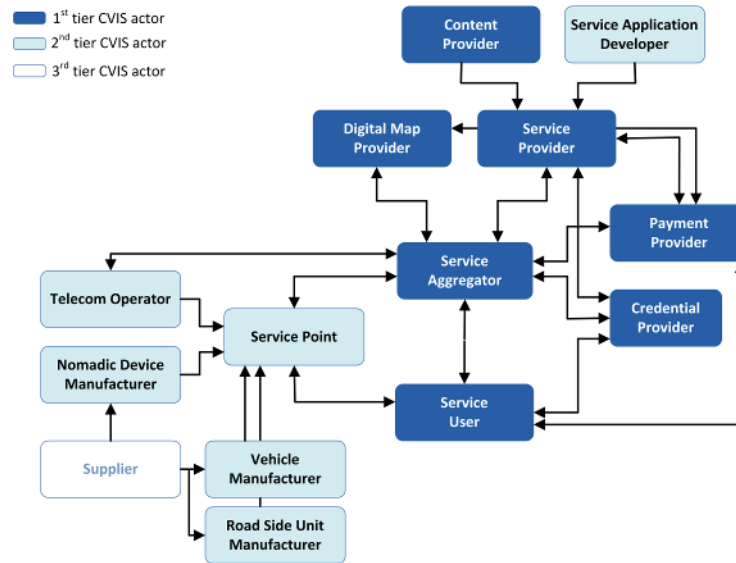 1st tier CVIS actor
2nd tier CVIS actor
3rd tier CVIS actor
Content
Provider
Service Application
Developer
Digital Map
Provider
Service
Provider
Payment
Provider
Service
Aggregator
Telecom Operator
Service Point
Credential
Provider
Nomadic Device
Manufacturer
Service
User
Supplier
Vehicle
Manufacturer
Road Side Unit
Manufacturer